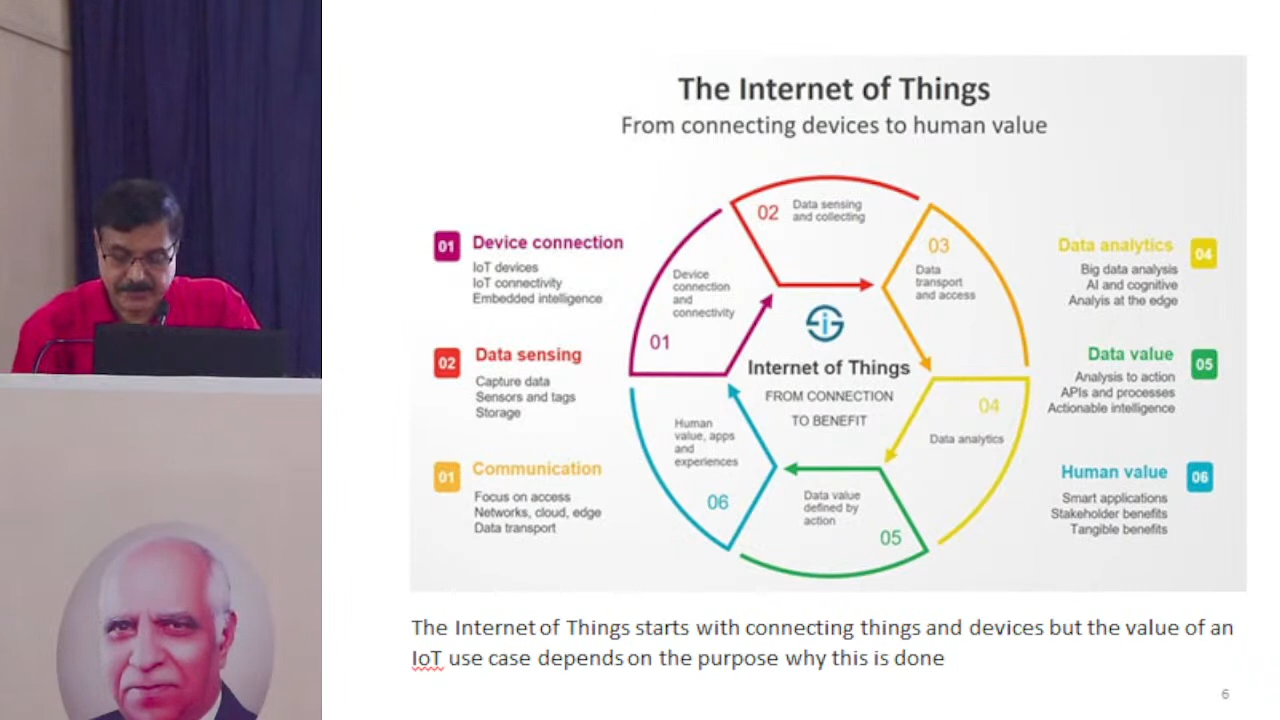 The Internet of Things
From connecting devices to human value
01 Device connection
IoT devices
IoT connectivity
Embedded intelligence
02 Data sensing
Capture data
Sensors and tags
Storage
01 Communication
Focus on access
Networks, cloud, edge
Data transport
02 Data sensing
and collecting
03
Data
transport
and access
Device
connection
and
connectivity
01
Internet of Things
FROM CONNECTION
TO BENEFIT
04
Data analytics
Human
value, apps
and
experiences
06
Data value
defined by
action
05
Data analytics 04
Big data analysis
AI and cognitive
Analyis at the edge
Data value 05
Analysis to action
APIs and processes
Actionable intelligence
Human value 06
Smart applications
Stakeholder benefits
Tangible benefits
The Internet of Things starts with connecting things and devices but the value of an
IoT use case depends on the purpose why this is done
6